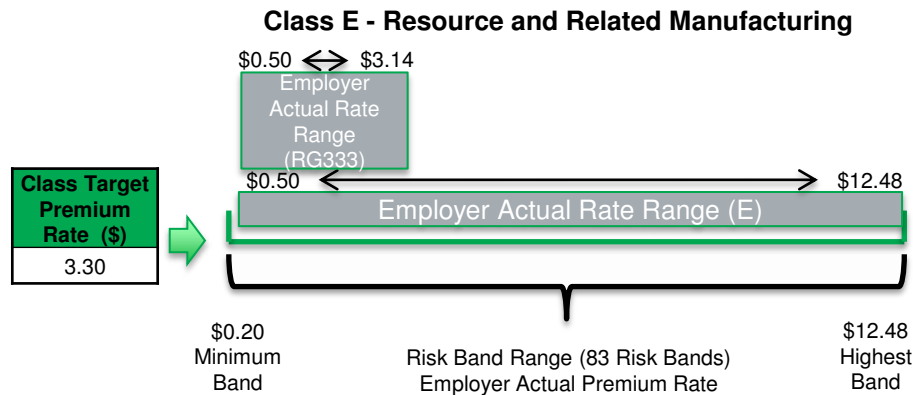 Class E - Resource and Related Manufacturing
$0.50 $3.14
Employer
Actual Rate
Range
(RG333)
$0.50 $12.48
Employer Actual Rate Range (E)
Class Target
Premium
Rate ($)
3.30
$0.20
Minimum
Band
Risk Band Range (83 Risk Bands)
Employer Actual Premium Rate
$12.48
Highest
Band